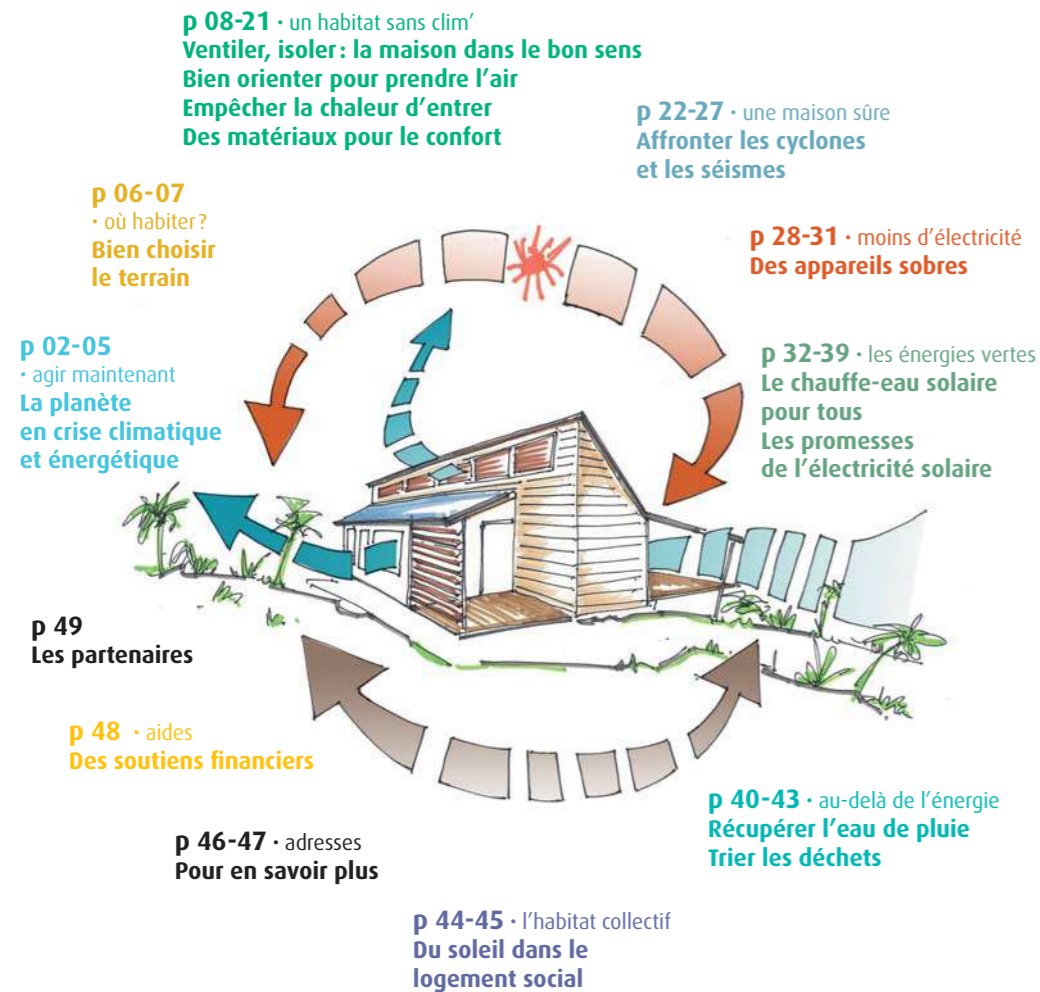 p 08-21 · un habitat sans clim’
Ventiler, isoler : la maison dans le bon sens
Bien orienter pour prendre l’air
Empêcher la chaleur d’entrer
Des matériaux pour le confort
p 22-27 · une maison sûre
Affronter les cyclones
et les séismes
p 06-07
· où habiter ?
Bien choisir
le terrain
p 28-31 · moins d’électricité
Des appareils sobres
p 02-05
· agir maintenant
La planète
en crise climatique
et énergétique
p 32-39 · les énergies vertes
Le chauffe-eau solaire
pour tous
Les promesses
de l’électricité solaire
p 49
Les partenaires
p 48 · aides
Des soutiens financiers
p 40-43 · au-delà de l’énergie
Récupérer l’eau de pluie
Trier les déchets
p 46-47 · adresses
Pour en savoir plus
p 44-45 · l’habitat collectif
Du soleil dans le
logement social